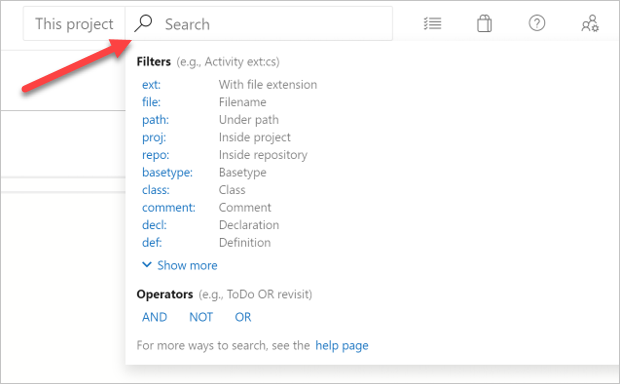 This project Search
Filters (e.g., Activity ext:cs)
ext: With file extension
file: Filename
path: Under path
proj: Inside project
repo: Inside repository
basetype: Basetype
class: Class
comment: Comment
decl: Declaration
def: Definition
Show more
Operators (e.g., ToDo OR revisit)
AND NOT OR
For more ways to search, see the help page